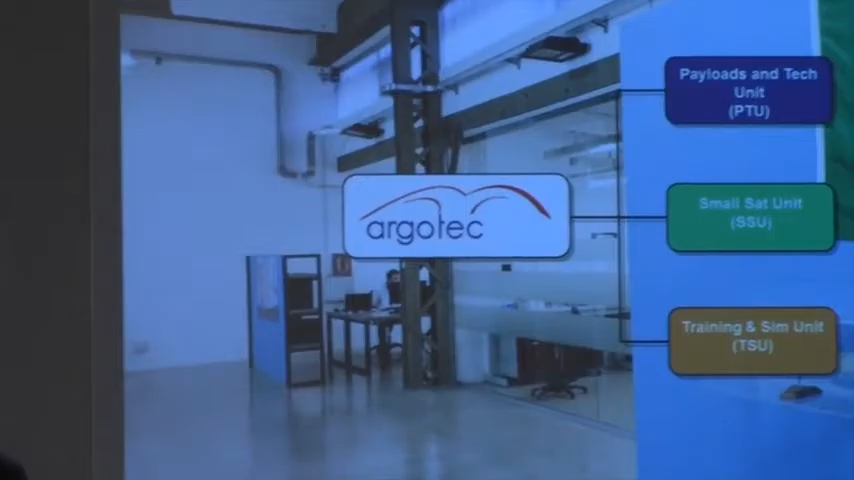 argotec
Payloads and Tech
Unit
(PTU)
Small Sat Unit
(SSU)
Training & Sim Unit
(TSU)